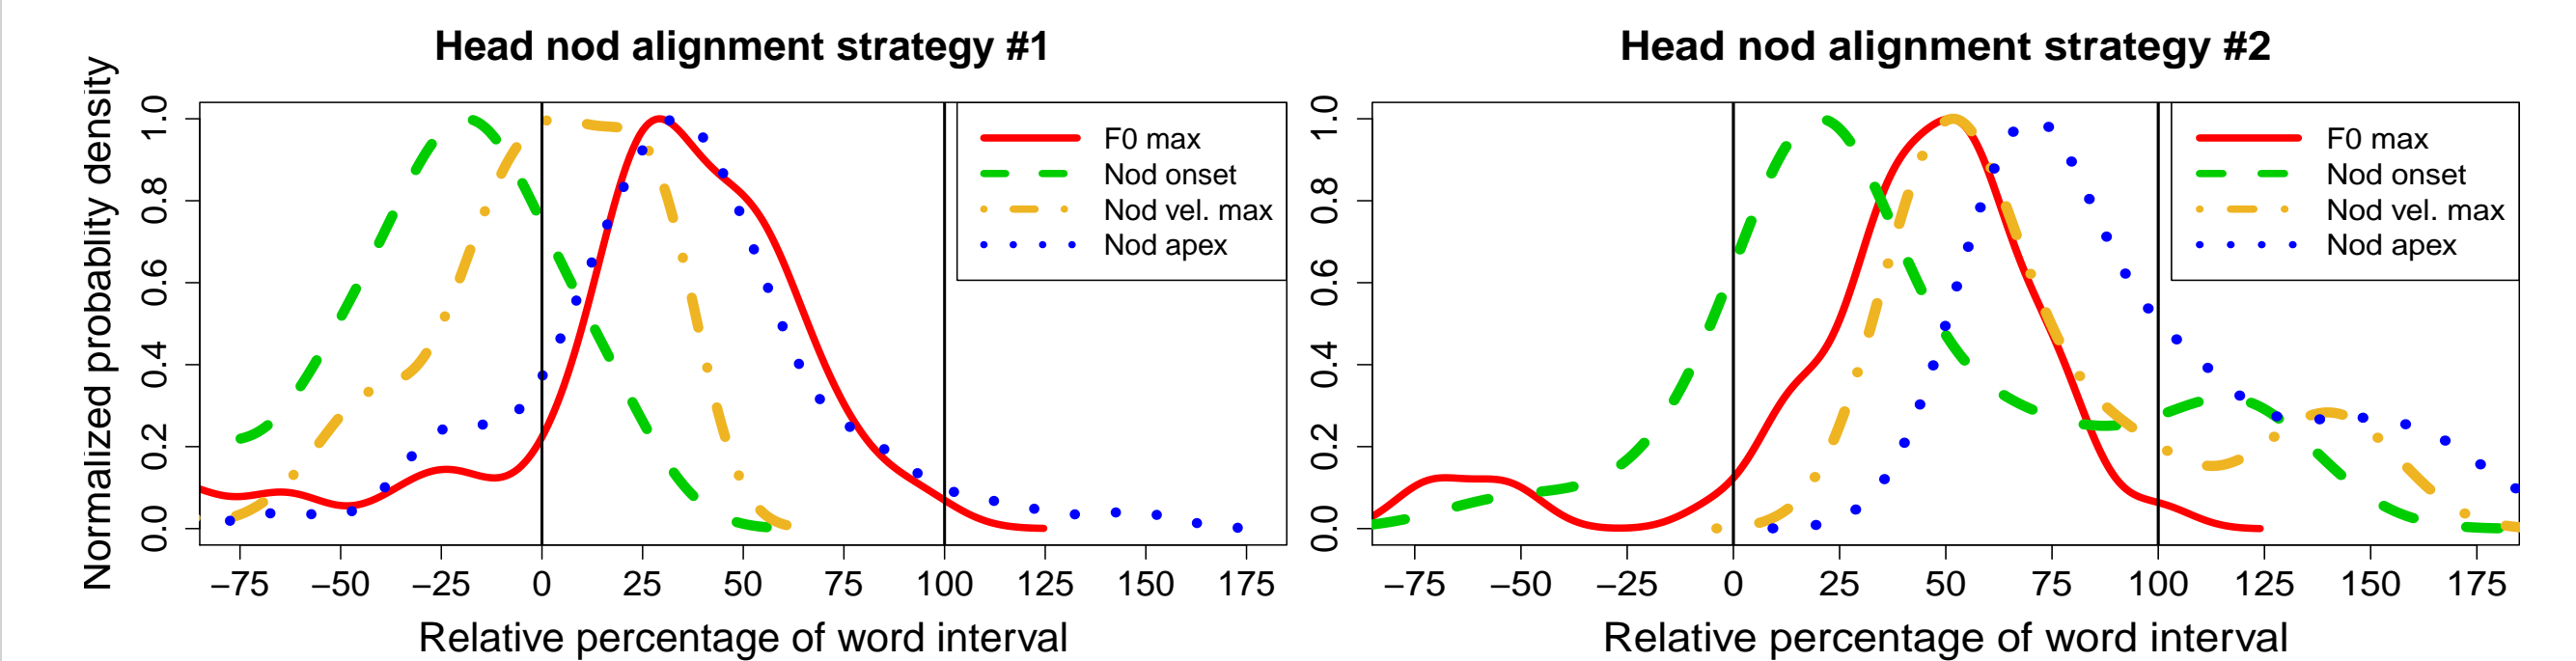 Head nod alignment strategy #1
Normalized probablity density
0.0 0.2 0.4 0.6 0.8 1.0
F0 max
Nod onset
Nod vel. max
Nod apex
−75 −50 −25 0 25 50 75 100 125 150 175
Relative percentage of word interval
Head nod alignment strategy #2
0.0 0.2 0.4 0.6 0.8 1.0
F0 max
Nod onset
Nod vel. max
Nod apex
−75 −50 −25 0 25 50 75 100 125 150 175
Relative percentage of word interval